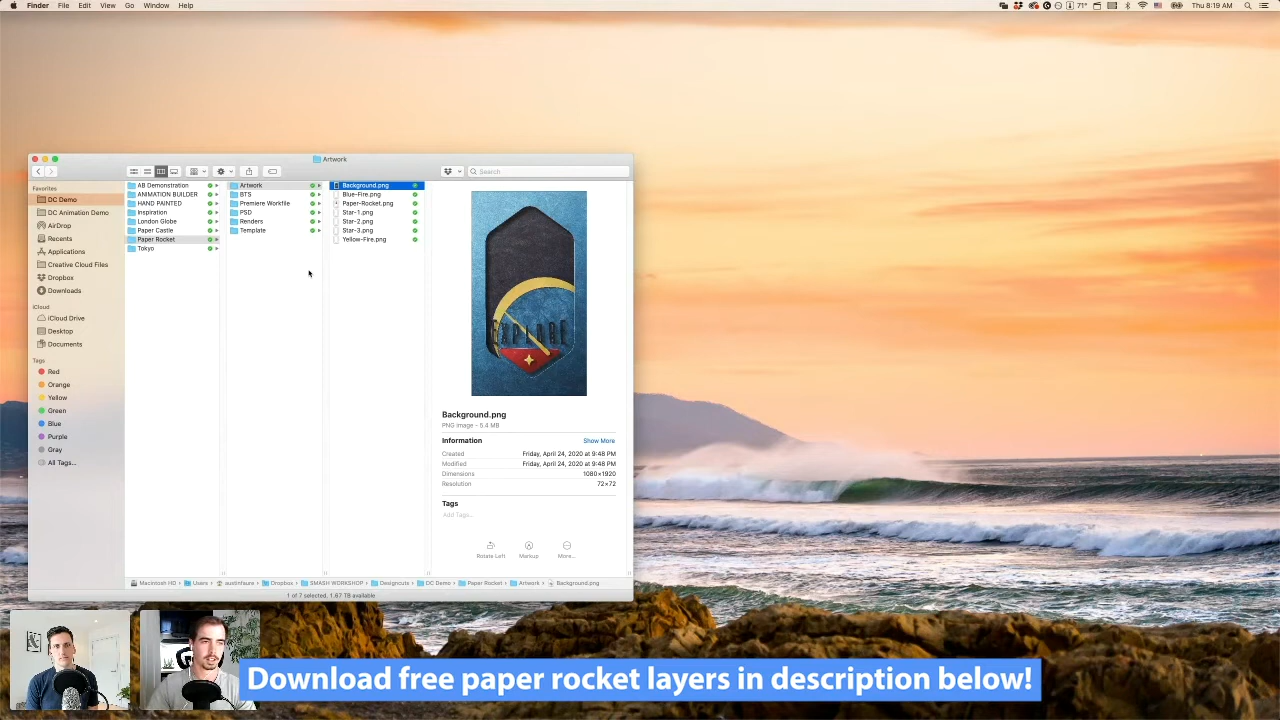 Finder File Edit View Go Window Help
71° Thu 8:19 AM
Artwork
Search
Favorites
DC Demo
DC Animation Demo
AirDrop
Recents
Applications
Creative Cloud Files
Dropbox
Downloads
iCloud
iCloud Drive
Desktop
Documents
Tags
Red
Orange
Yellow
Green
Blue
Purple
Gray
All Tags...
AB Demonstration
ANIMATION BUILDER
HAND PAINTED
Inspiration
London Globe
Paper Castle
Paper Rocket
Tokyo
Artwork
BTS
Premiere Workfile
PSD
Renders
Template
Background.png
Blue-Fire.png
Paper-Rocket.png
Star-1.png
Star-2.png
Star-3.png
Yellow-Fire.png
EXPLORE
Background.png
PNG image - 5.4 MB
Information Show More
Created Friday, April 24, 2020 at 9:48 PM
Modified Friday, April 24, 2020 at 9:48 PM
Dimensions 1080×1920
Resolution 72×72
Tags
Add Tags...
Rotate Left Markup More...
Macintosh HD › Users › austinfaure › Dropbox › SMASH WORKSHOP › Designcuts › DC Demo › Paper Rocket › Artwork › Background.png
1 of 7 selected, 1.67 TB available
Download free paper rocket layers in description below!